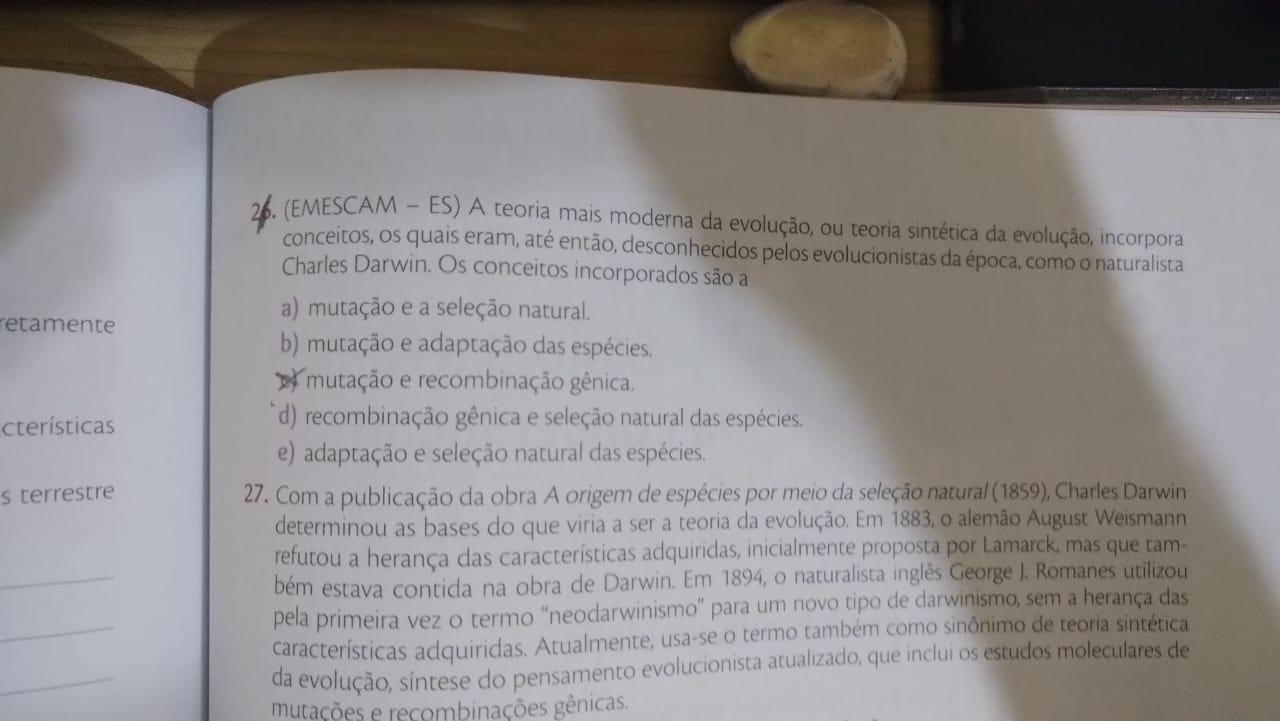 retamente
cterísticas
s terrestre
26. (EMESCAM – ES) A teoria mais moderna da evolução, ou teoria sintética da evolução, incorpora
conceitos, os quais eram, até então, desconhecidos pelos evolucionistas da época, como o naturalista
Charles Darwin. Os conceitos incorporados são a
a) mutação e a seleção natural.
b) mutação e adaptação das espécies.
c) mutação e recombinação gênica.
d) recombinação gênica e seleção natural das espécies.
e) adaptação e seleção natural das espécies.
27. Com a publicação da obra A origem de espécies por meio da seleção natural (1859), Charles Darwin
determinou as bases do que viria a ser a teoria da evolução. Em 1883, o alemão August Weismann
refutou a herança das características adquiridas, inicialmente proposta por Lamarck, mas que tam-
bém estava contida na obra de Darwin. Em 1894, o naturalista inglês George J. Romanes utilizou
pela primeira vez o termo "neodarwinismo" para um novo tipo de darwinismo, sem a herança das
características adquiridas. Atualmente, usa-se o termo também como sinônimo de teoria sintética
da evolução, síntese do pensamento evolucionista atualizado, que inclui os estudos moleculares de
mutações e recombinações gênicas.